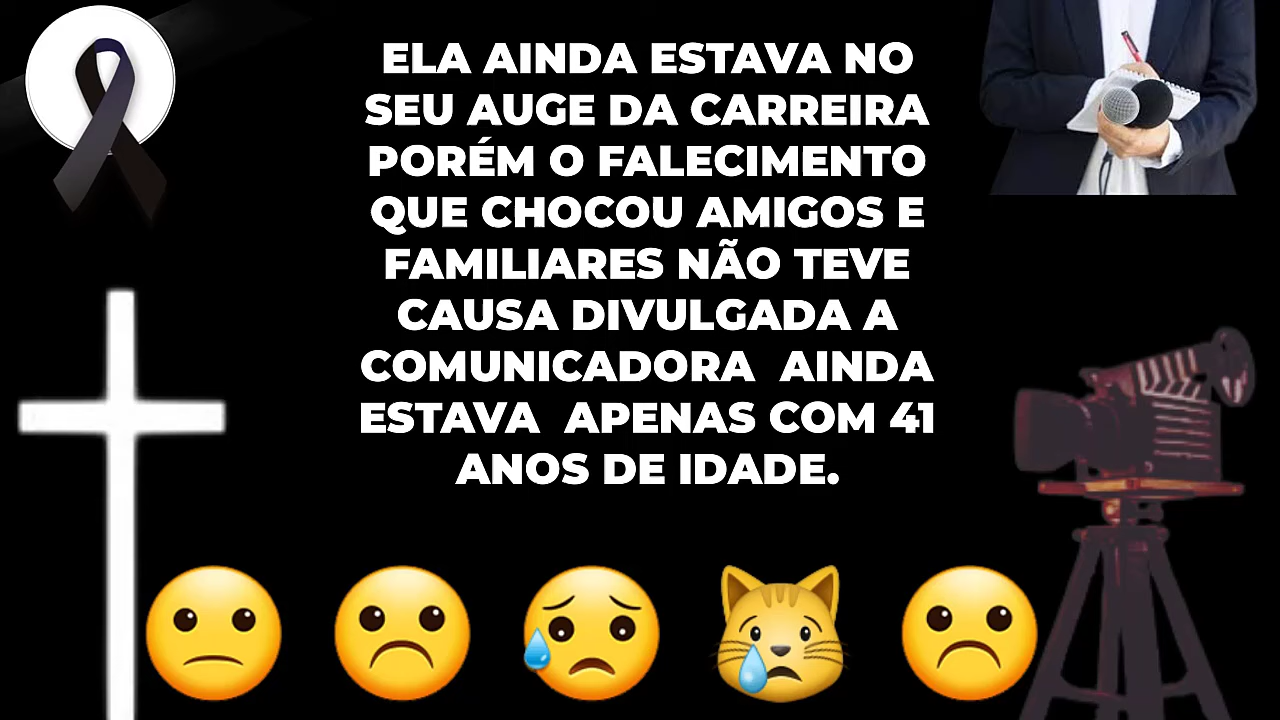 ELA AINDA ESTAVA NO
SEU AUGE DA CARREIRA
PORÉM O FALECIMENTO
QUE CHOCOU AMIGOS E
FAMILIARES NÃO TEVE
CAUSA DIVULGADA A
COMUNICADORA  AINDA
ESTAVA  APENAS COM 41
ANOS DE IDADE.